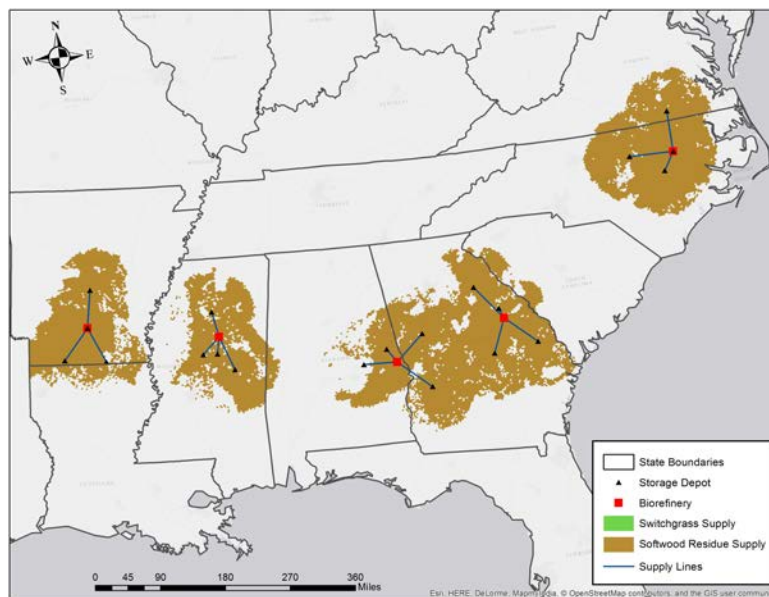 N
W E
S
State Boundaries
Storage Depot
Biorefinery
Switchgrass Supply
Softwood Residue Supply
Supply Lines
0 45 90 180 270 360
Miles
Esri, HERE, DeLorme, MapmyIndia, © OpenStreetMap contributors, and the GIS user commun